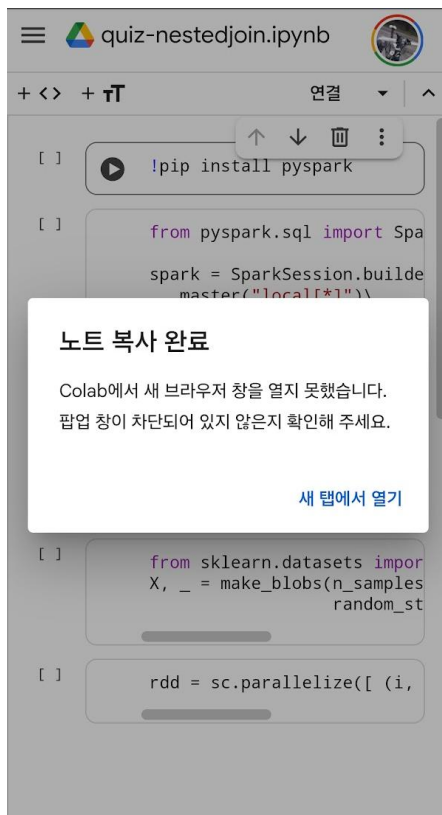 quiz-nestedjoin.ipynb
+ <> + TT 연결
[ ] !pip install pyspark
[ ] from pyspark.sql import Spa
spark = SparkSession.builde
master("local[*]")\
노트 복사 완료
Colab에서 새 브라우저 창을 열지 못했습니다.
팝업 창이 차단되어 있지 않은지 확인해 주세요.
새 탭에서 열기
[ ] from sklearn.datasets impor
X, _ = make_blobs(n_samples
random_st
[ ] rdd = sc.parallelize([ (i,